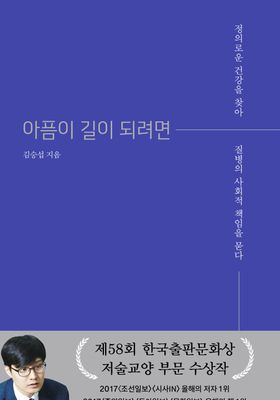 정의로운 건강을 찾아
질병의 사회적 책임을 묻다
아픔이 길이 되려면
김승섭 지음
제58회 한국출판문화상
저술교양 부문 수상작
2017<조선일보><시사IN> 올해의 저자 1위